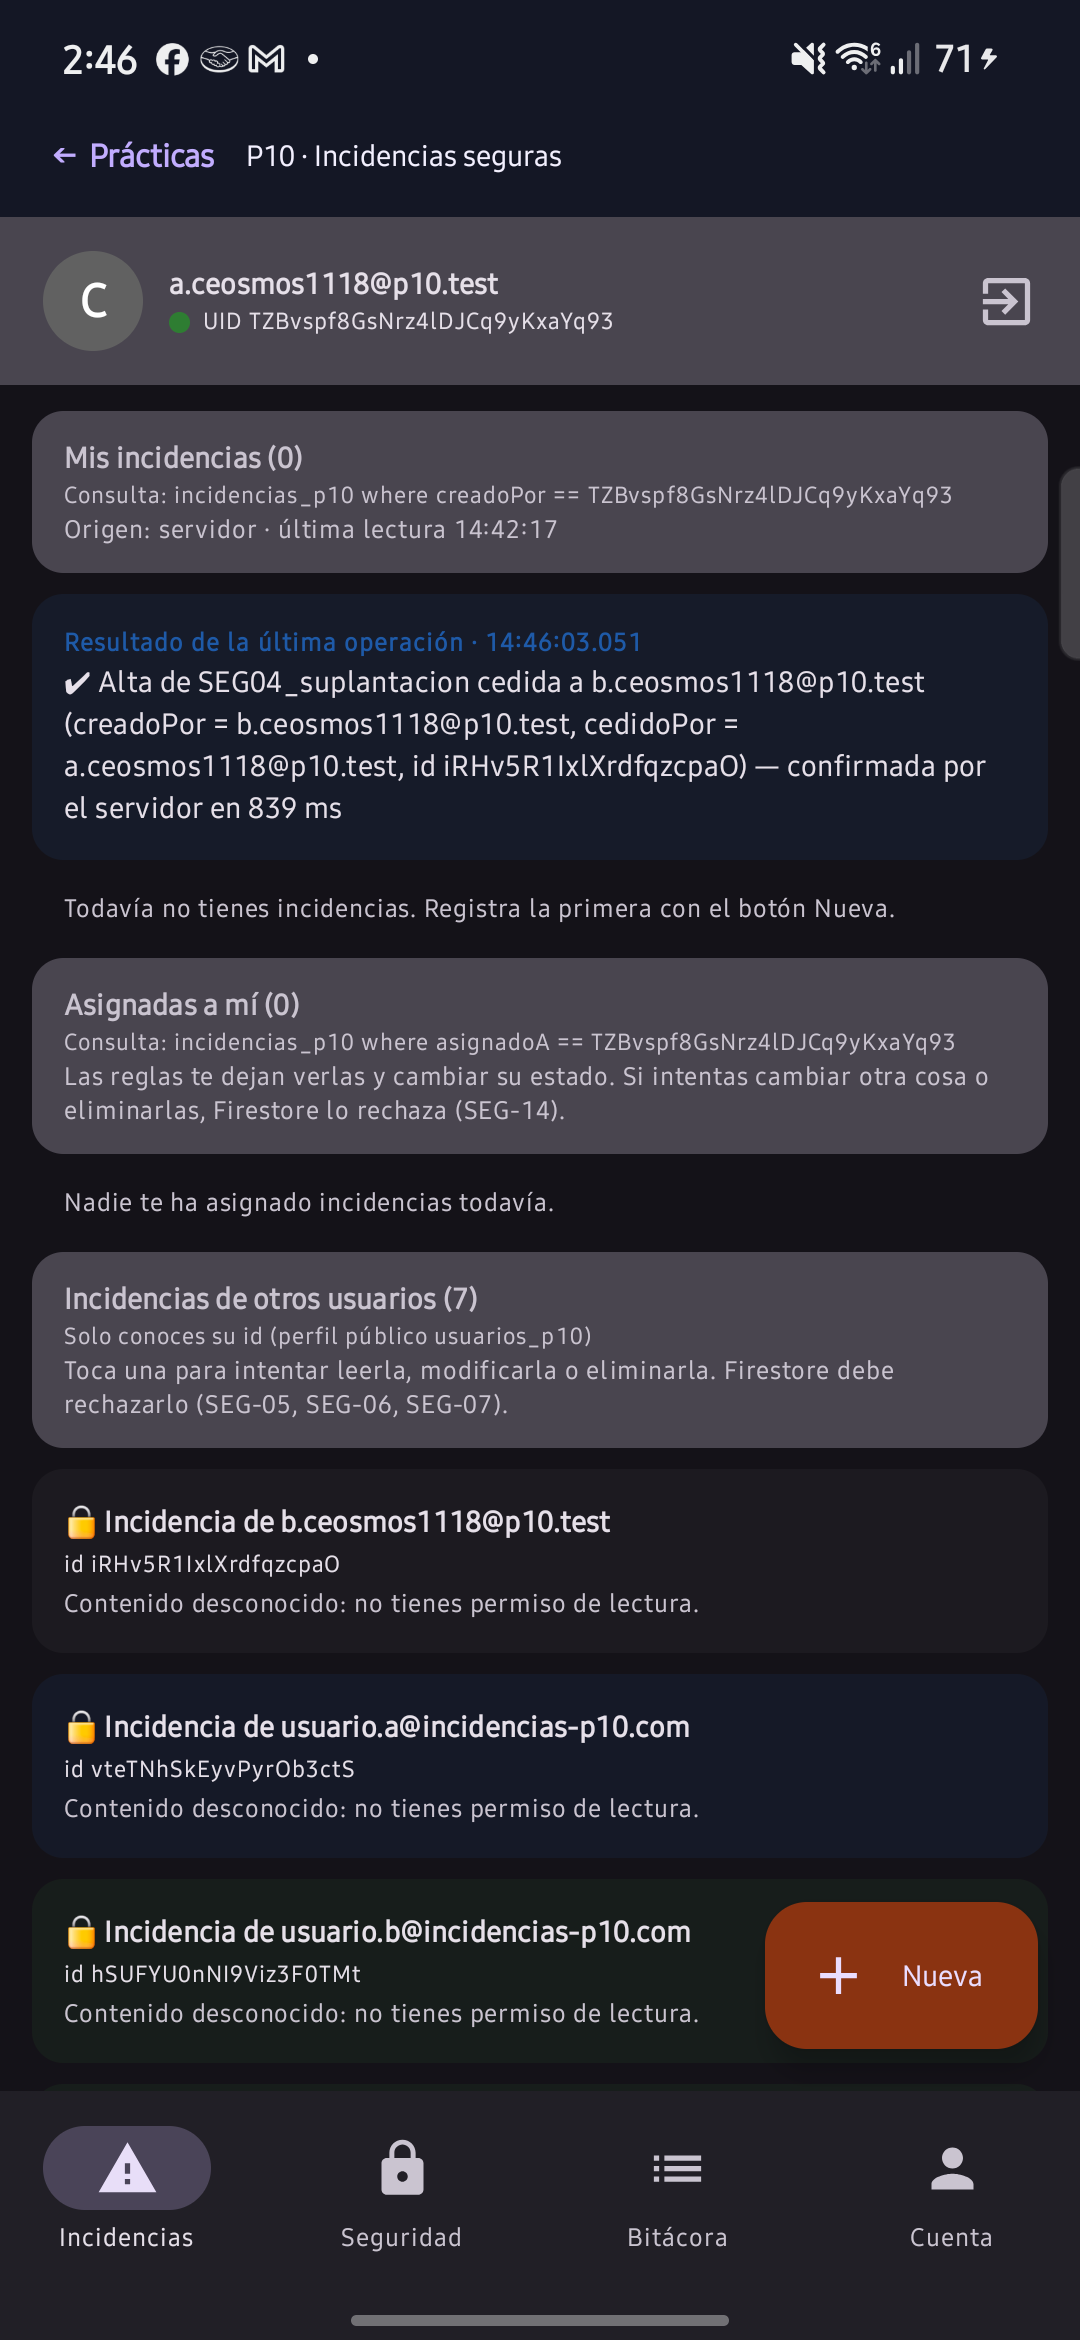 2:46
71
← Prácticas P10 · Incidencias seguras
C
a.ceosmos1118@p10.test
UID TZBvspf8GsNrz4lDJCq9yKxaYq93
Mis incidencias (0)
Consulta: incidencias_p10 where creadoPor == TZBvspf8GsNrz4lDJCq9yKxaYq93
Origen: servidor · última lectura 14:42:17
Resultado de la última operación · 14:46:03.051
✔ Alta de SEG04_suplantacion cedida a b.ceosmos1118@p10.test
(creadoPor = b.ceosmos1118@p10.test, cedidoPor =
a.ceosmos1118@p10.test, id iRHv5R1IxlXrdfqzcpaO) — confirmada por
el servidor en 839 ms
Todavía no tienes incidencias. Registra la primera con el botón Nueva.
Asignadas a mí (0)
Consulta: incidencias_p10 where asignadoA == TZBvspf8GsNrz4lDJCq9yKxaYq93
Las reglas te dejan verlas y cambiar su estado. Si intentas cambiar otra cosa o
eliminarlas, Firestore lo rechaza (SEG-14).
Nadie te ha asignado incidencias todavía.
Incidencias de otros usuarios (7)
Solo conoces su id (perfil público usuarios_p10)
Toca una para intentar leerla, modificarla o eliminarla. Firestore debe
rechazarlo (SEG-05, SEG-06, SEG-07).
🔒 Incidencia de b.ceosmos1118@p10.test
id iRHv5R1IxlXrdfqzcpaO
Contenido desconocido: no tienes permiso de lectura.
🔒 Incidencia de usuario.a@incidencias-p10.com
id vteTNhSkEyvPyrOb3ctS
Contenido desconocido: no tienes permiso de lectura.
🔒 Incidencia de usuario.b@incidencias-p10.com
id hSUFYU0nNI9Viz3F0TMt
Contenido desconocido: no tienes permiso de lectura.
+ Nueva
Incidencias
Seguridad
Bitácora
Cuenta